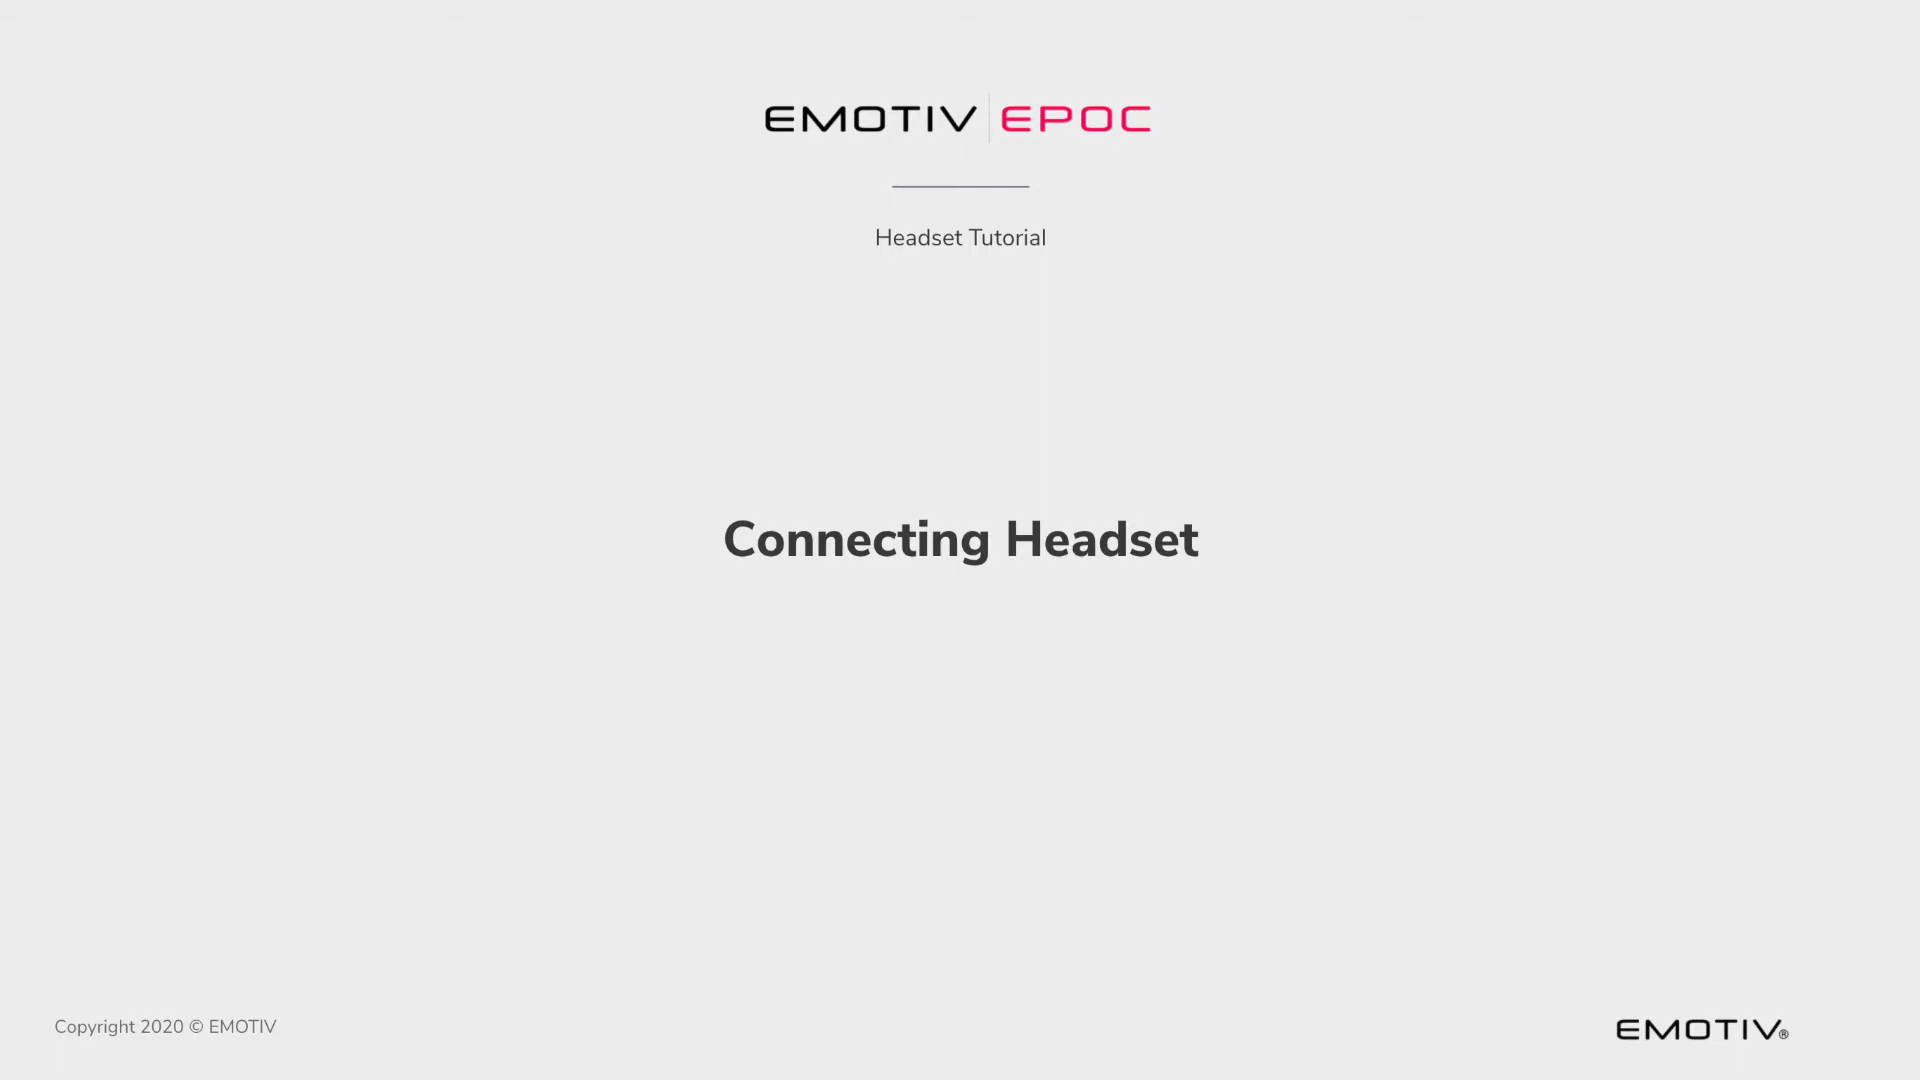 EMOTIV EPOC
Headset Tutorial
Connecting Headset
Copyright 2020 © EMOTIV
EMOTIV®